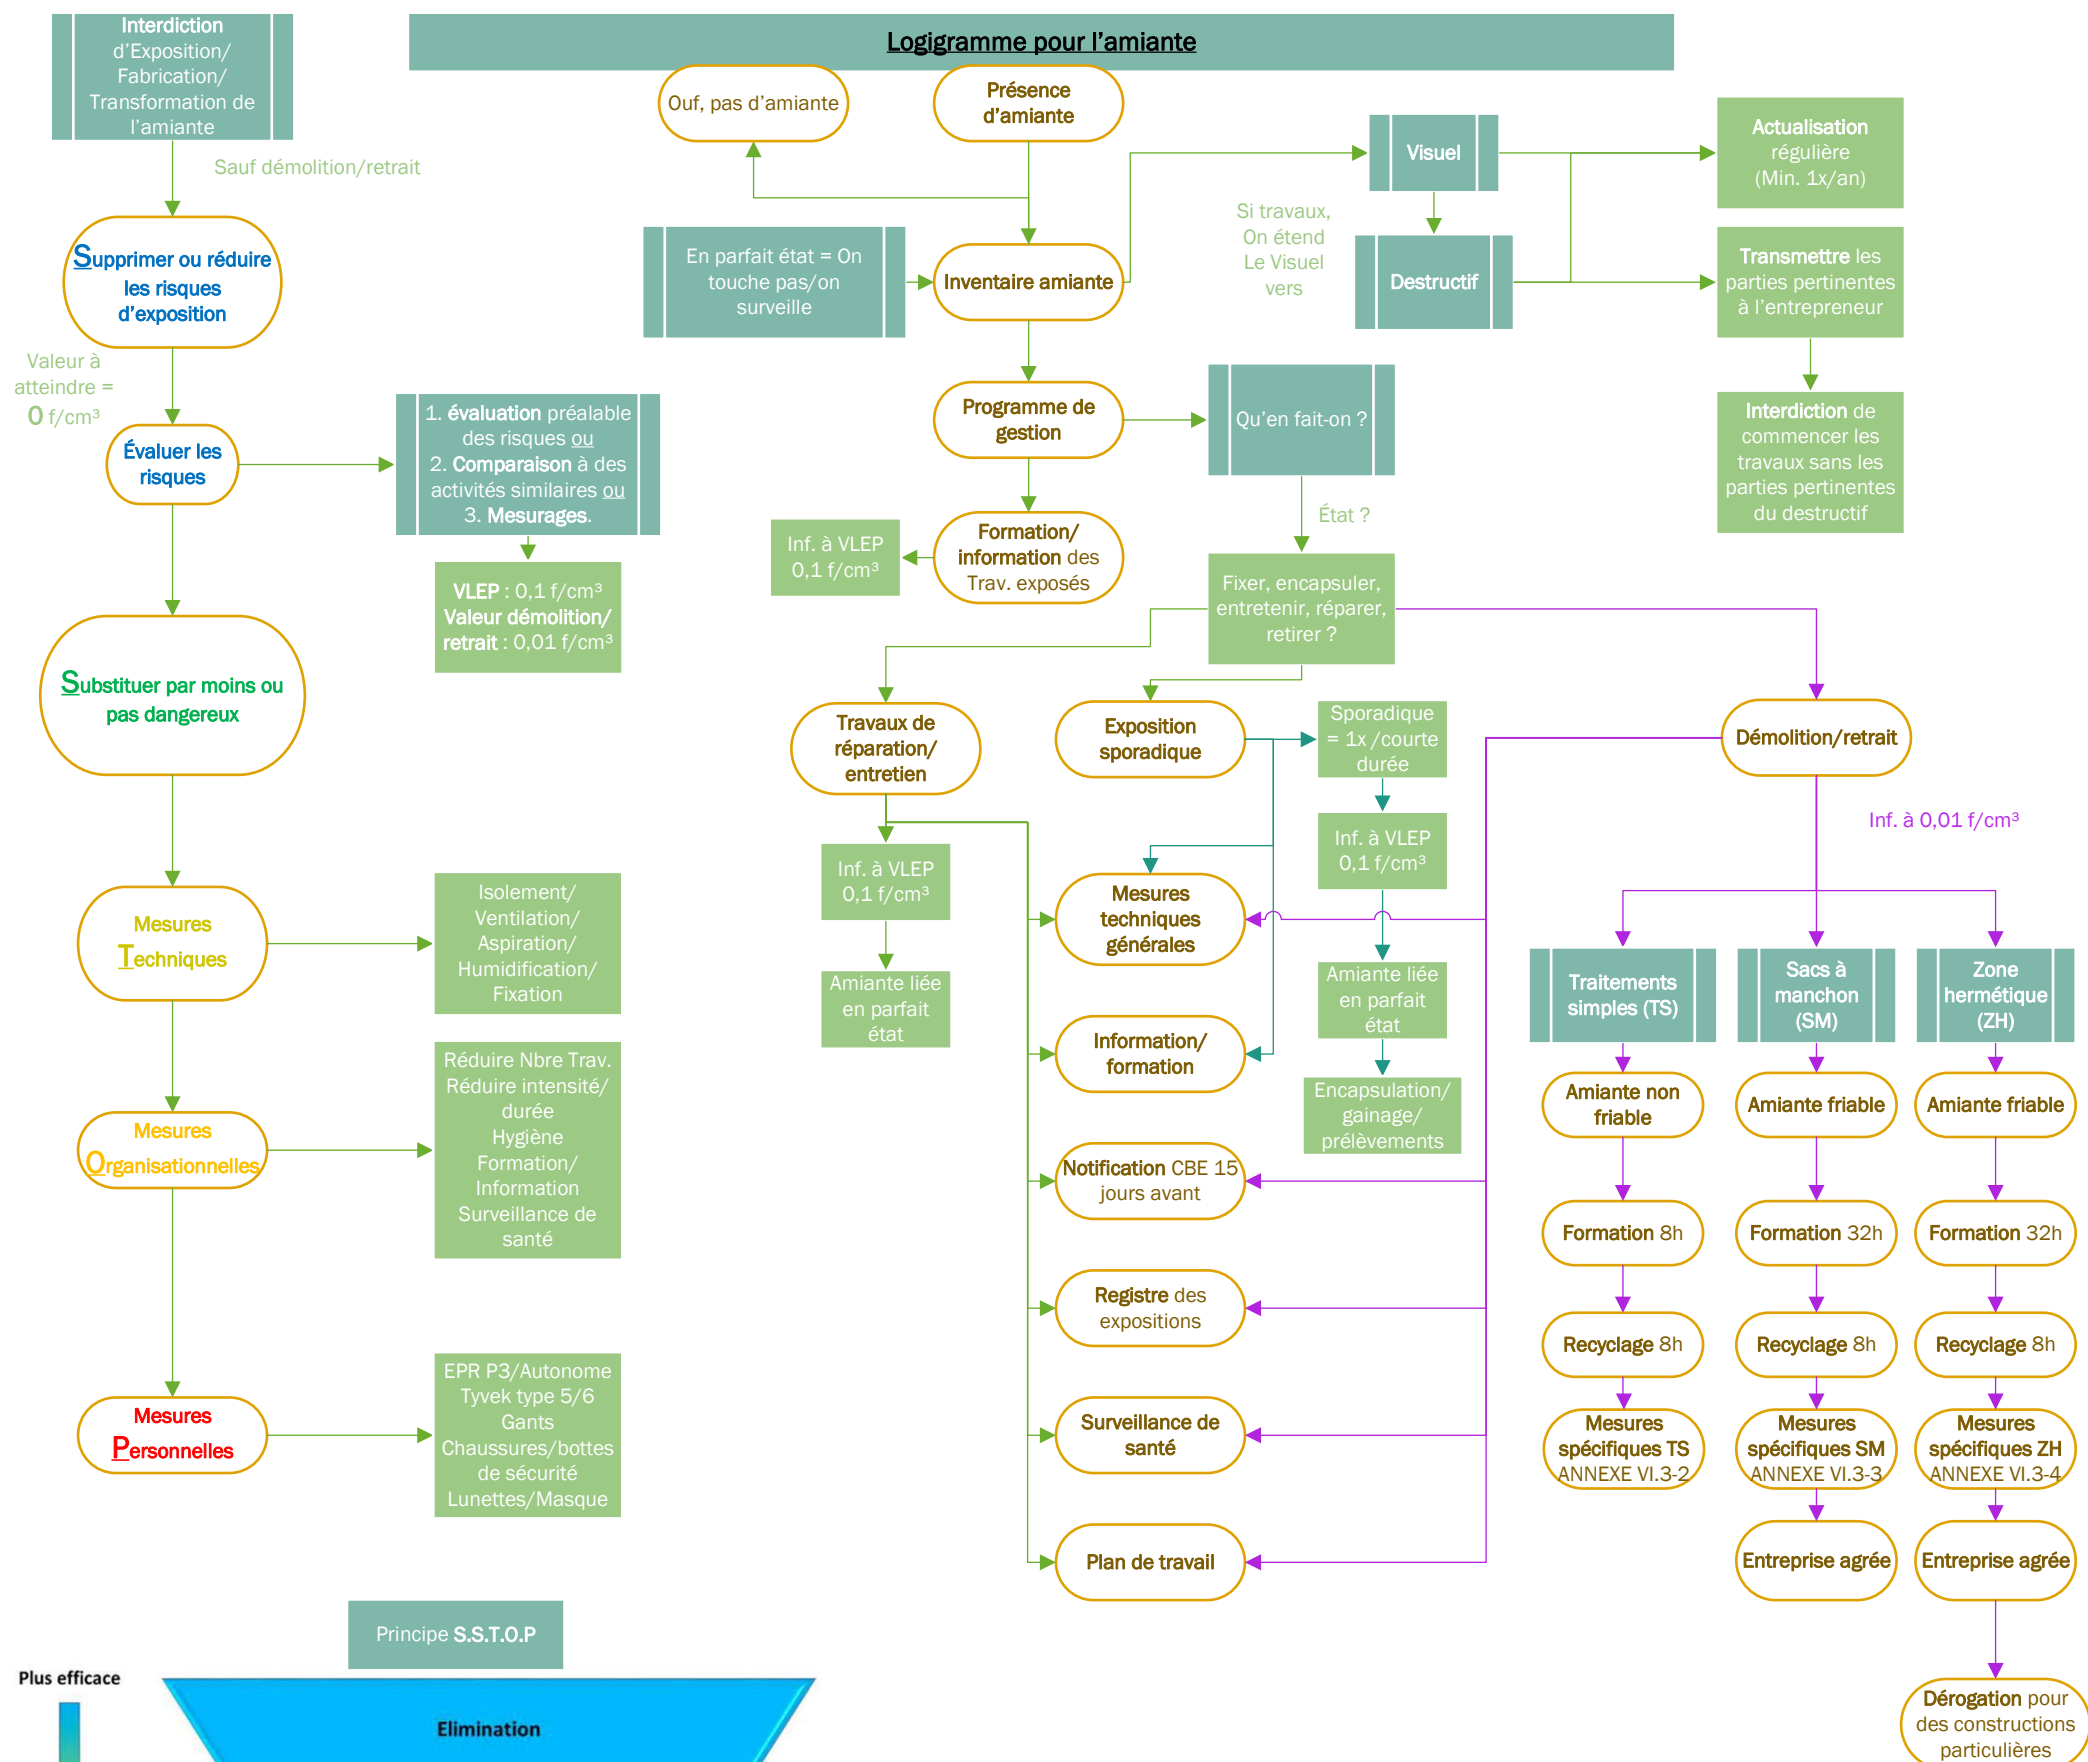 Logigramme pour l’amiante
Interdiction
d’Exposition/
Fabrication/
Transformation de
l’amiante
Sauf démolition/retrait
Supprimer ou réduire
les risques
d’exposition
Valeur à
atteindre =
0 f/cm³
Évaluer les
risques
1. évaluation préalable
des risques ou
2. Comparaison à des
activités similaires ou
3. Mesurages.
VLEP : 0,1 f/cm³
Valeur démolition/
retrait : 0,01 f/cm³
Substituer par moins ou
pas dangereux
Mesures
Techniques
Isolement/
Ventilation/
Aspiration/
Humidification/
Fixation
Mesures
Organisationnelles
Réduire Nbre Trav.
Réduire intensité/
durée
Hygiène
Formation/
Information
Surveillance de
santé
Mesures
Personnelles
EPR P3/Autonome
Tyvek type 5/6
Gants
Chaussures/bottes
de sécurité
Lunettes/Masque
Principe S.S.T.O.P
Plus efficace
Elimination
Ouf, pas d’amiante
Présence
d’amiante
En parfait état = On
touche pas/on
surveille
Inventaire amiante
Visuel
Si travaux,
On étend
Le Visuel
vers
Destructif
Actualisation
régulière
(Min. 1x/an)
Transmettre les
parties pertinentes
à l’entrepreneur
Interdiction de
commencer les
travaux sans les
parties pertinentes
du destructif
Programme de
gestion
Qu’en fait-on ?
État ?
Formation/
information des
Trav. exposés
Inf. à VLEP
0,1 f/cm³
Fixer, encapsuler,
entretenir, réparer,
retirer ?
Travaux de
réparation/
entretien
Inf. à VLEP
0,1 f/cm³
Amiante liée
en parfait
état
Exposition
sporadique
Sporadique
= 1x /courte
durée
Inf. à VLEP
0,1 f/cm³
Amiante liée
en parfait
état
Encapsulation/
gainage/
prélèvements
Mesures
techniques
générales
Information/
formation
Notification CBE 15
jours avant
Registre des
expositions
Surveillance de
santé
Plan de travail
Démolition/retrait
Inf. à 0,01 f/cm³
Traitements
simples (TS)
Amiante non
friable
Formation 8h
Recyclage 8h
Mesures
spécifiques TS
ANNEXE VI.3-2
Sacs à
manchon
(SM)
Amiante friable
Formation 32h
Recyclage 8h
Mesures
spécifiques SM
ANNEXE VI.3-3
Entreprise agrée
Zone
hermétique
(ZH)
Amiante friable
Formation 32h
Recyclage 8h
Mesures
spécifiques ZH
ANNEXE VI.3-4
Entreprise agrée
Dérogation pour
des constructions
particulières